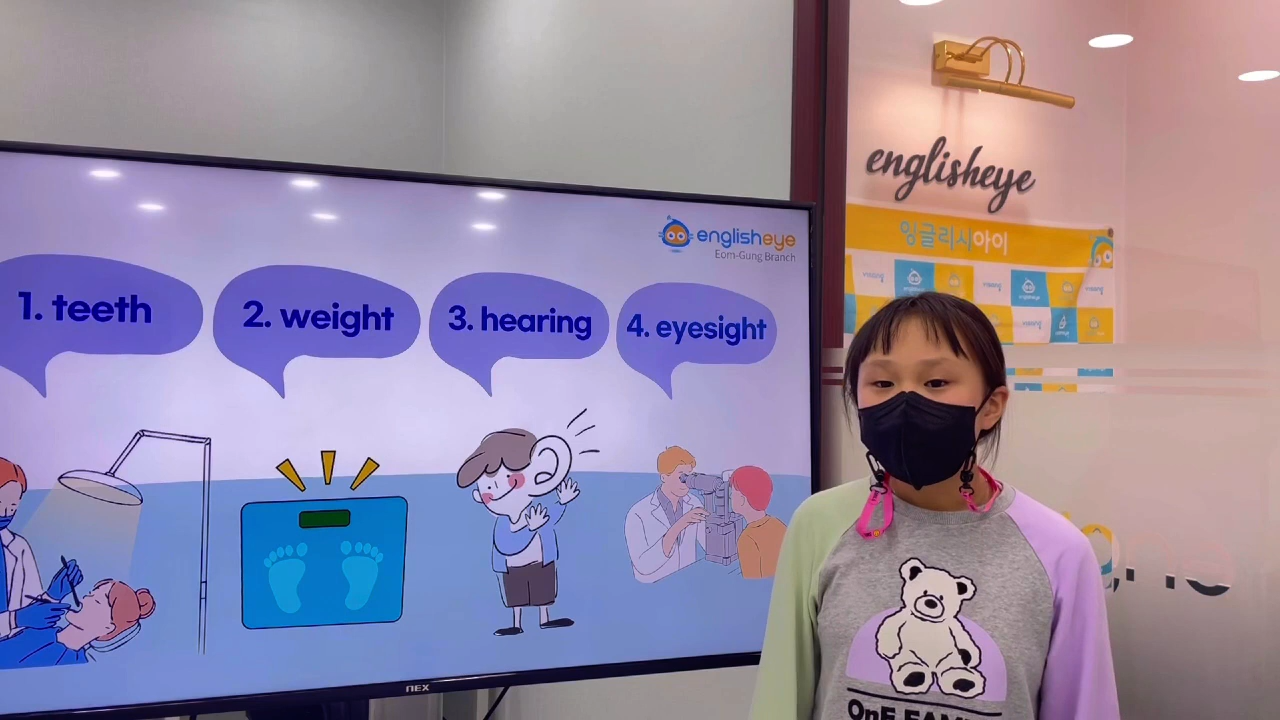 englisheye
잉글리시아이
englisheye
Eom-Gung Branch
1. teeth
2. weight
3. hearing
4. eyesight
nex
OnE FAM